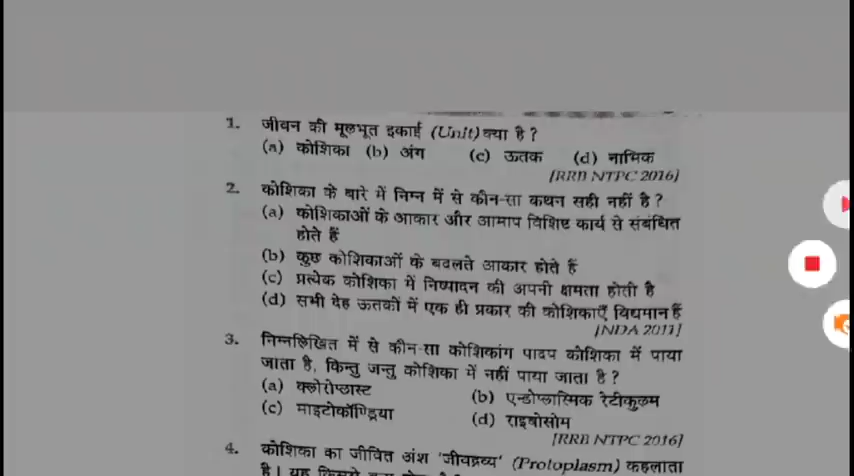 1. जीवन की मूलभूत इकाई (Unit) क्या है ?
(a) कोशिका (b) अंग (c) ऊतक (d) नाभिक
[RRB NTPC 2016]
2. कोशिका के बारे में निम्न में से कौन-सा कथन सही नहीं है ?
(a) कोशिकाओं के आकार और आमाप विशिष्ट कार्य से संबंधित
होते हैं
(b) कुछ कोशिकाओं के बदलते आकार होते हैं
(c) प्रत्येक कोशिका में निष्पादन की अपनी क्षमता होती है
(d) सभी देह ऊतकों में एक ही प्रकार की कोशिकाएँ विद्यमान हैं
[NDA 2011]
3. निम्नलिखित में से कौन-सा कोशिकांग पादप कोशिका में पाया
जाता है, किन्तु जन्तु कोशिका में नहीं पाया जाता है ?
(a) क्लोरोप्लास्ट (b) एन्डोप्लास्मिक रेटीकुलम
(c) माइटोकॉण्ड्रिया (d) राइबोसोम
[RRB NTPC 2016]
4. कोशिका का जीवित अंश 'जीवद्रव्य' (Protoplasm) कहलाता
है। यह